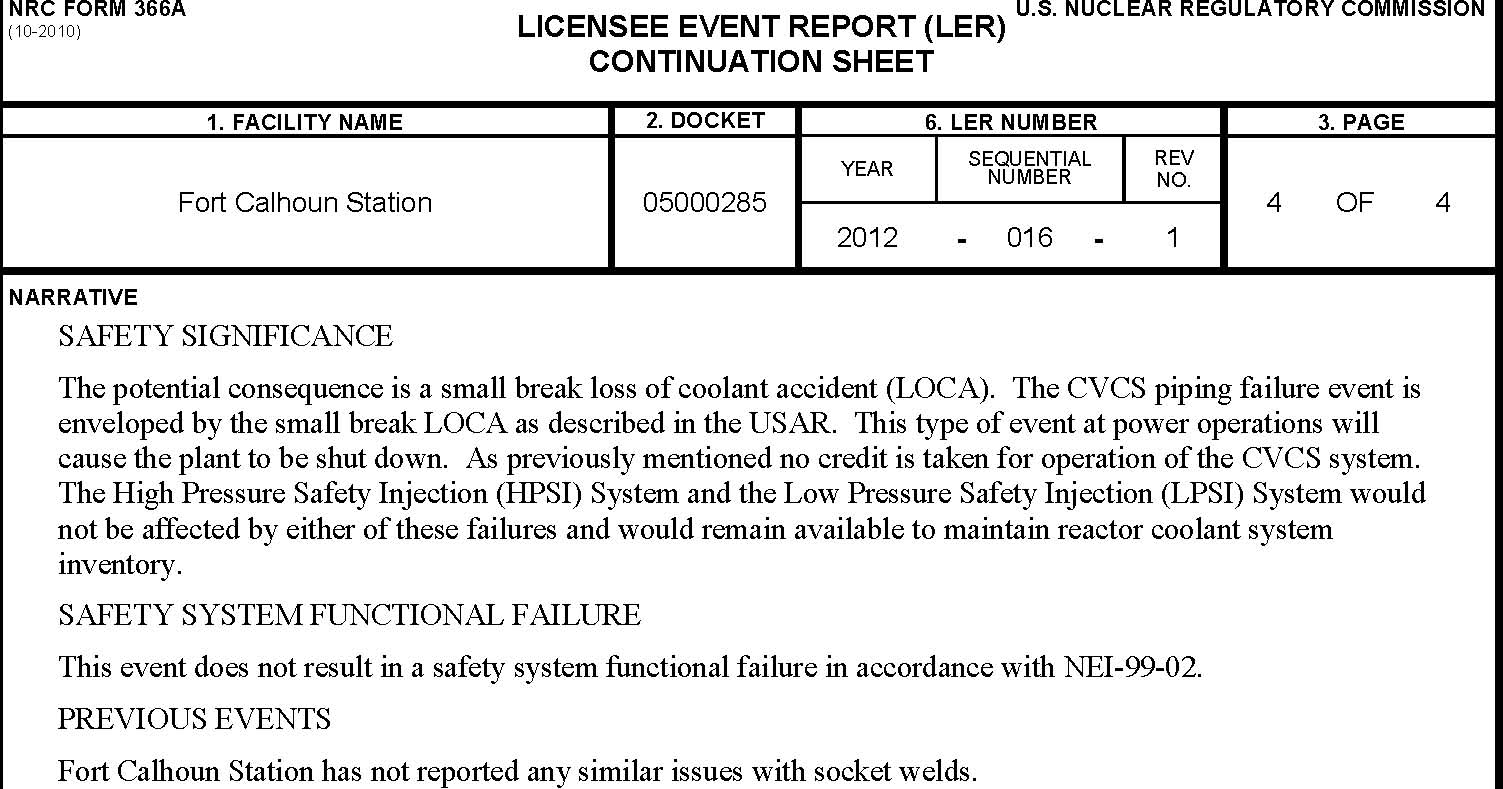 NRC FORM 366A
(10-2010)
LICENSEE EVENT REPORT (LER)
CONTINUATION SHEET
U.S. NUCLEAR REGULATORY COMMISSION
1. FACILITY NAME
2. DOCKET
6. LER NUMBER
3. PAGE
Fort Calhoun Station
05000285
YEAR
SEQUENTIAL
NUMBER
REV
NO.
2012 - 016 - 1
4 OF 4
NARRATIVE
SAFETY SIGNIFICANCE
The potential consequence is a small break loss of coolant accident (LOCA). The CVCS piping failure event is
enveloped by the small break LOCA as described in the USAR. This type of event at power operations will
cause the plant to be shut down. As previously mentioned no credit is taken for operation of the CVCS system.
The High Pressure Safety Injection (HPSI) System and the Low Pressure Safety Injection (LPSI) System would
not be affected by either of these failures and would remain available to maintain reactor coolant system
inventory.
SAFETY SYSTEM FUNCTIONAL FAILURE
This event does not result in a safety system functional failure in accordance with NEI-99-02.
PREVIOUS EVENTS
Fort Calhoun Station has not reported any similar issues with socket welds.